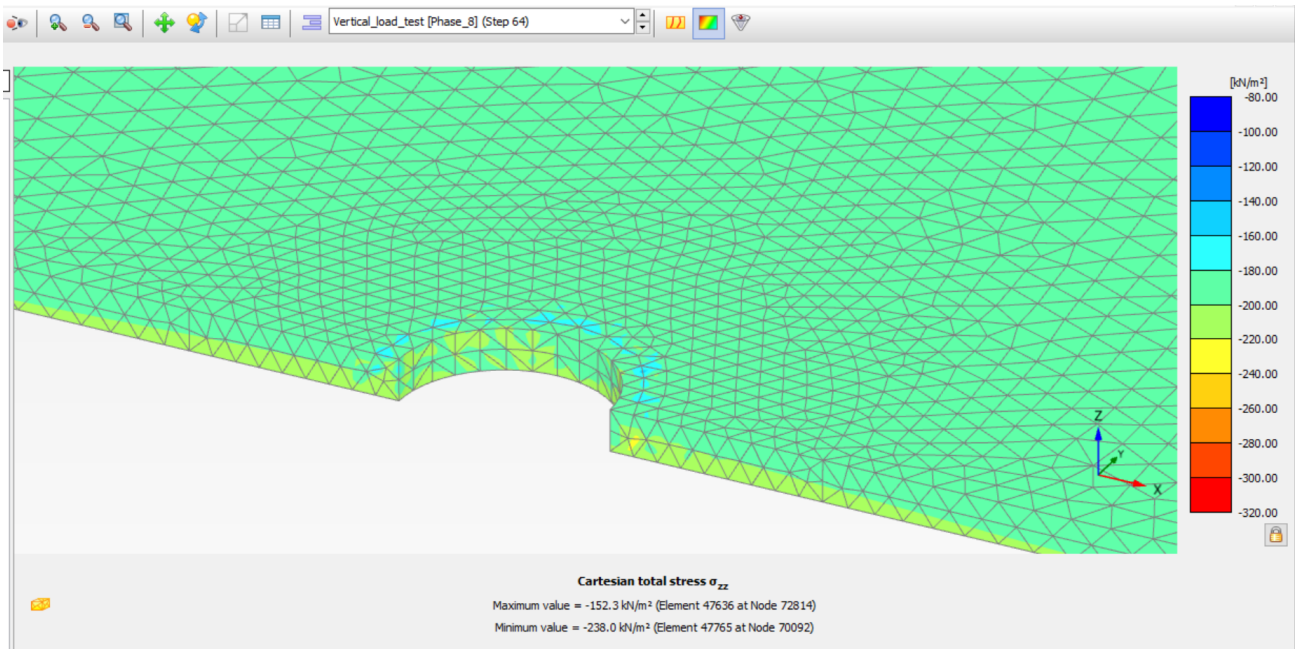 Vertical_load_test [Phase_8] (Step 64)
[kN/m²]
-80.00
-100.00
-120.00
-140.00
-160.00
-180.00
-200.00
-220.00
-240.00
-260.00
-280.00
-300.00
-320.00
Z
Y
X
Cartesian total stress σzz
Maximum value = -152.3 kN/m² (Element 47636 at Node 72814)
Minimum value = -238.0 kN/m² (Element 47765 at Node 70092)